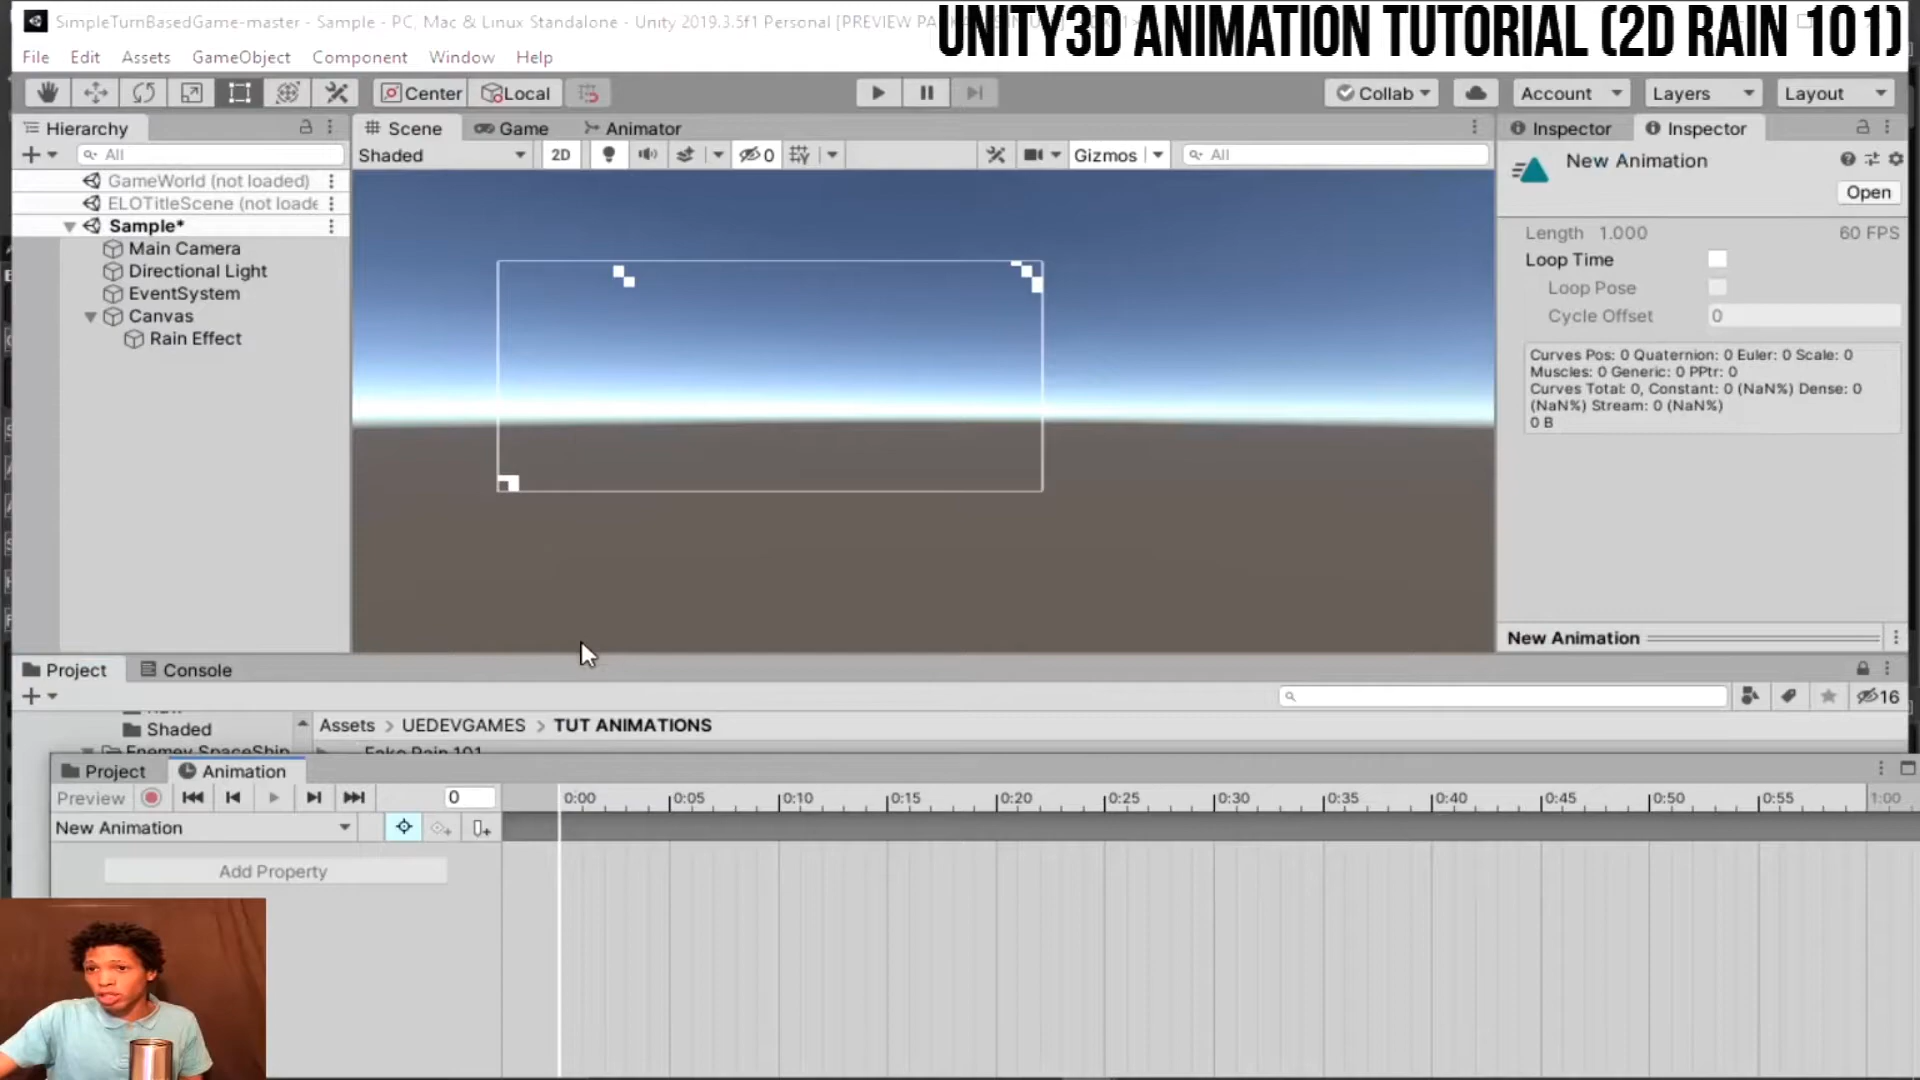 SimpleTurnBasedGame-master - Sample - PC, Mac & Linux Standalone - Unity 2019.3.5f1 Personal [PREVIEW
UNITY3D ANIMATION TUTORIAL (2D RAIN 101)
File Edit Assets GameObject Component Window Help
Center Local Collab Account Layers Layout
Hierarchy
All
GameWorld (not loaded)
ELOTitleScene (not loade
Sample*
Main Camera
Directional Light
EventSystem
Canvas
Rain Effect
Scene Game Animator
Shaded 2D 0 Gizmos All
Inspector Inspector
New Animation
Open
Length 1.000 60 FPS
Loop Time
Loop Pose
Cycle Offset 0
Curves Pos: 0 Quaternion: 0 Euler: 0 Scale: 0
Muscles: 0 Generic: 0 PPtr: 0
Curves Total: 0, Constant: 0 (NaN%) Dense: 0
(NaN%) Stream: 0 (NaN%)
0 B
New Animation
Project Console
16
Shaded
Enemey SpaceShip
Assets > UEDEVGAMES > TUT ANIMATIONS
Fake Rain 101
Project Animation
Preview 0
0:00 0:05 0:10 0:15 0:20 0:25 0:30 0:35 0:40 0:45 0:50 0:55 1:00
New Animation
Add Property